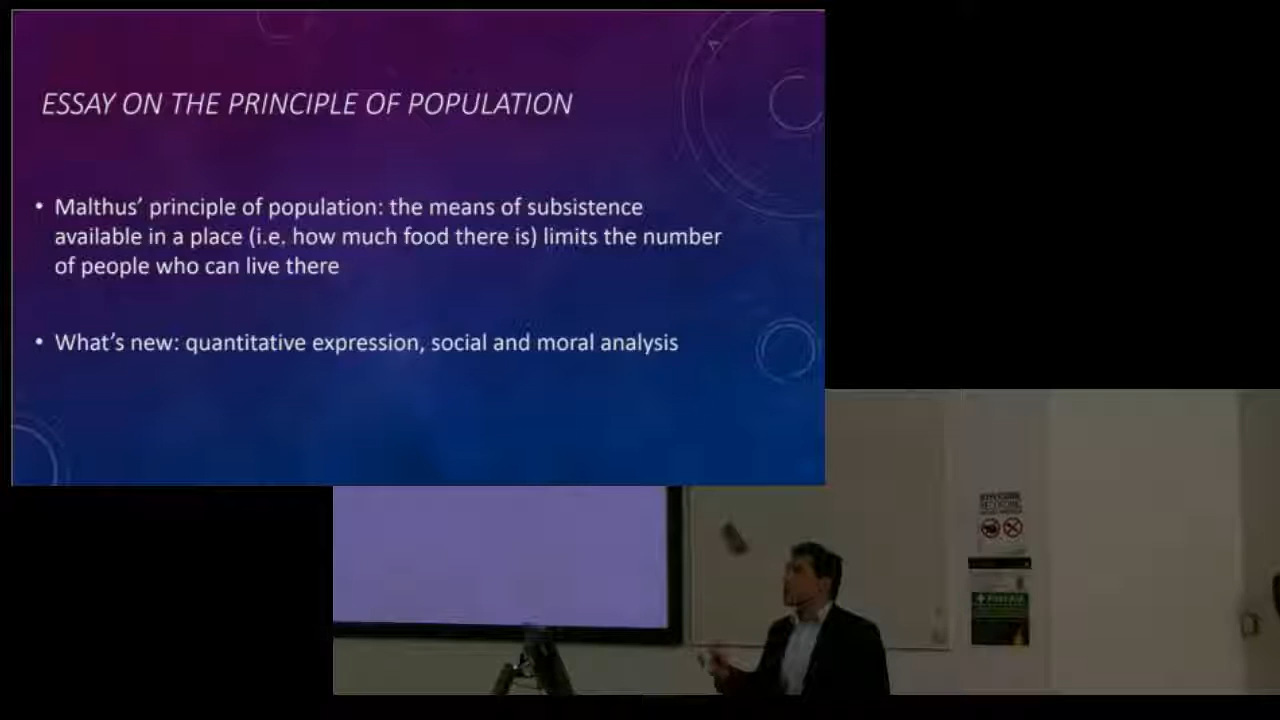 ESSAY ON THE PRINCIPLE OF POPULATION
• Malthus’ principle of population: the means of subsistence
available in a place (i.e. how much food there is) limits the number
of people who can live there
• What’s new: quantitative expression, social and moral analysis